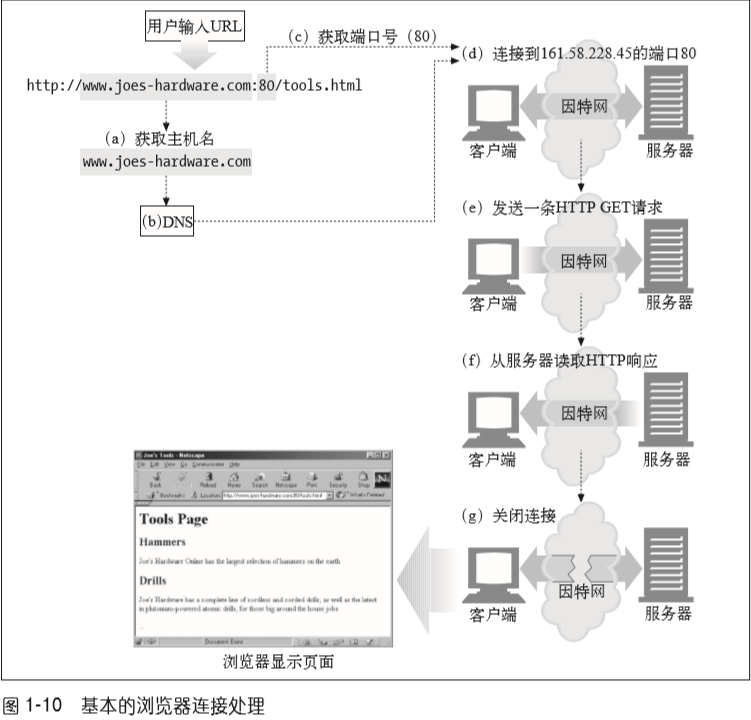 用户输入URL
(c) 获取端口号 (80)
http://www.joes-hardware.com:80/tools.html
(a) 获取主机名
www.joes-hardware.com
(b)DNS
(d) 连接到161.58.228.45的端口80
因特网
客户端
服务器
(e) 发送一条HTTP GET请求
因特网
客户端
服务器
(f) 从服务器读取HTTP响应
因特网
客户端
服务器
(g) 关闭连接
因特网
客户端
服务器
Joe's Tools - Netscape
File Edit View Go Communicator Help
Back Reload Home Search Netscape Print Security Stop
Bookmarks Location http://www.joes-hardware.com:80/tools.html What's Related
Tools Page
Hammers
Joe's Hardware Online has the largest selection of hammers on the earth.
Drills
Joe's Hardware has a complete line of cordless and corded drills, as well as the latest
in plutonium-powered atomic drills, for those big around the house jobs.
...
Document: Done
浏览器显示页面
图 1-10 基本的浏览器连接处理